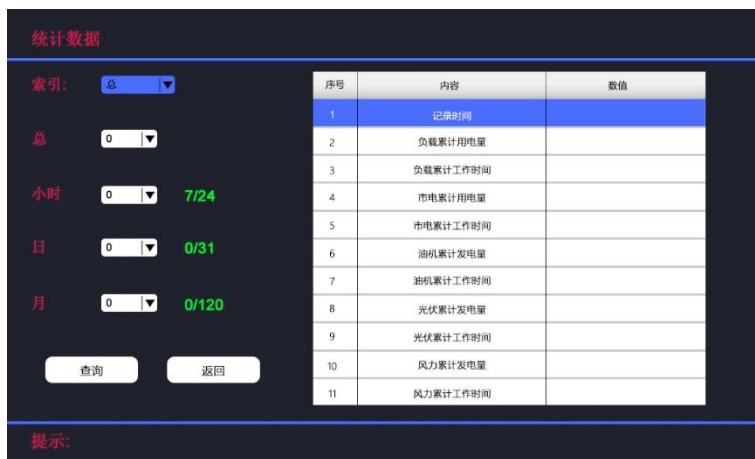 统计数据
索引: 总
总 0
小时 0 7/24
日 0 0/31
月 0 0/120
查询 返回
序号 内容 数值
1 记录时间
2 负载累计用电量
3 负载累计工作时间
4 市电累计用电量
5 市电累计工作时间
6 油机累计发电量
7 油机累计工作时间
8 光伏累计发电量
9 光伏累计工作时间
10 风力累计发电量
11 风力累计工作时间
提示: